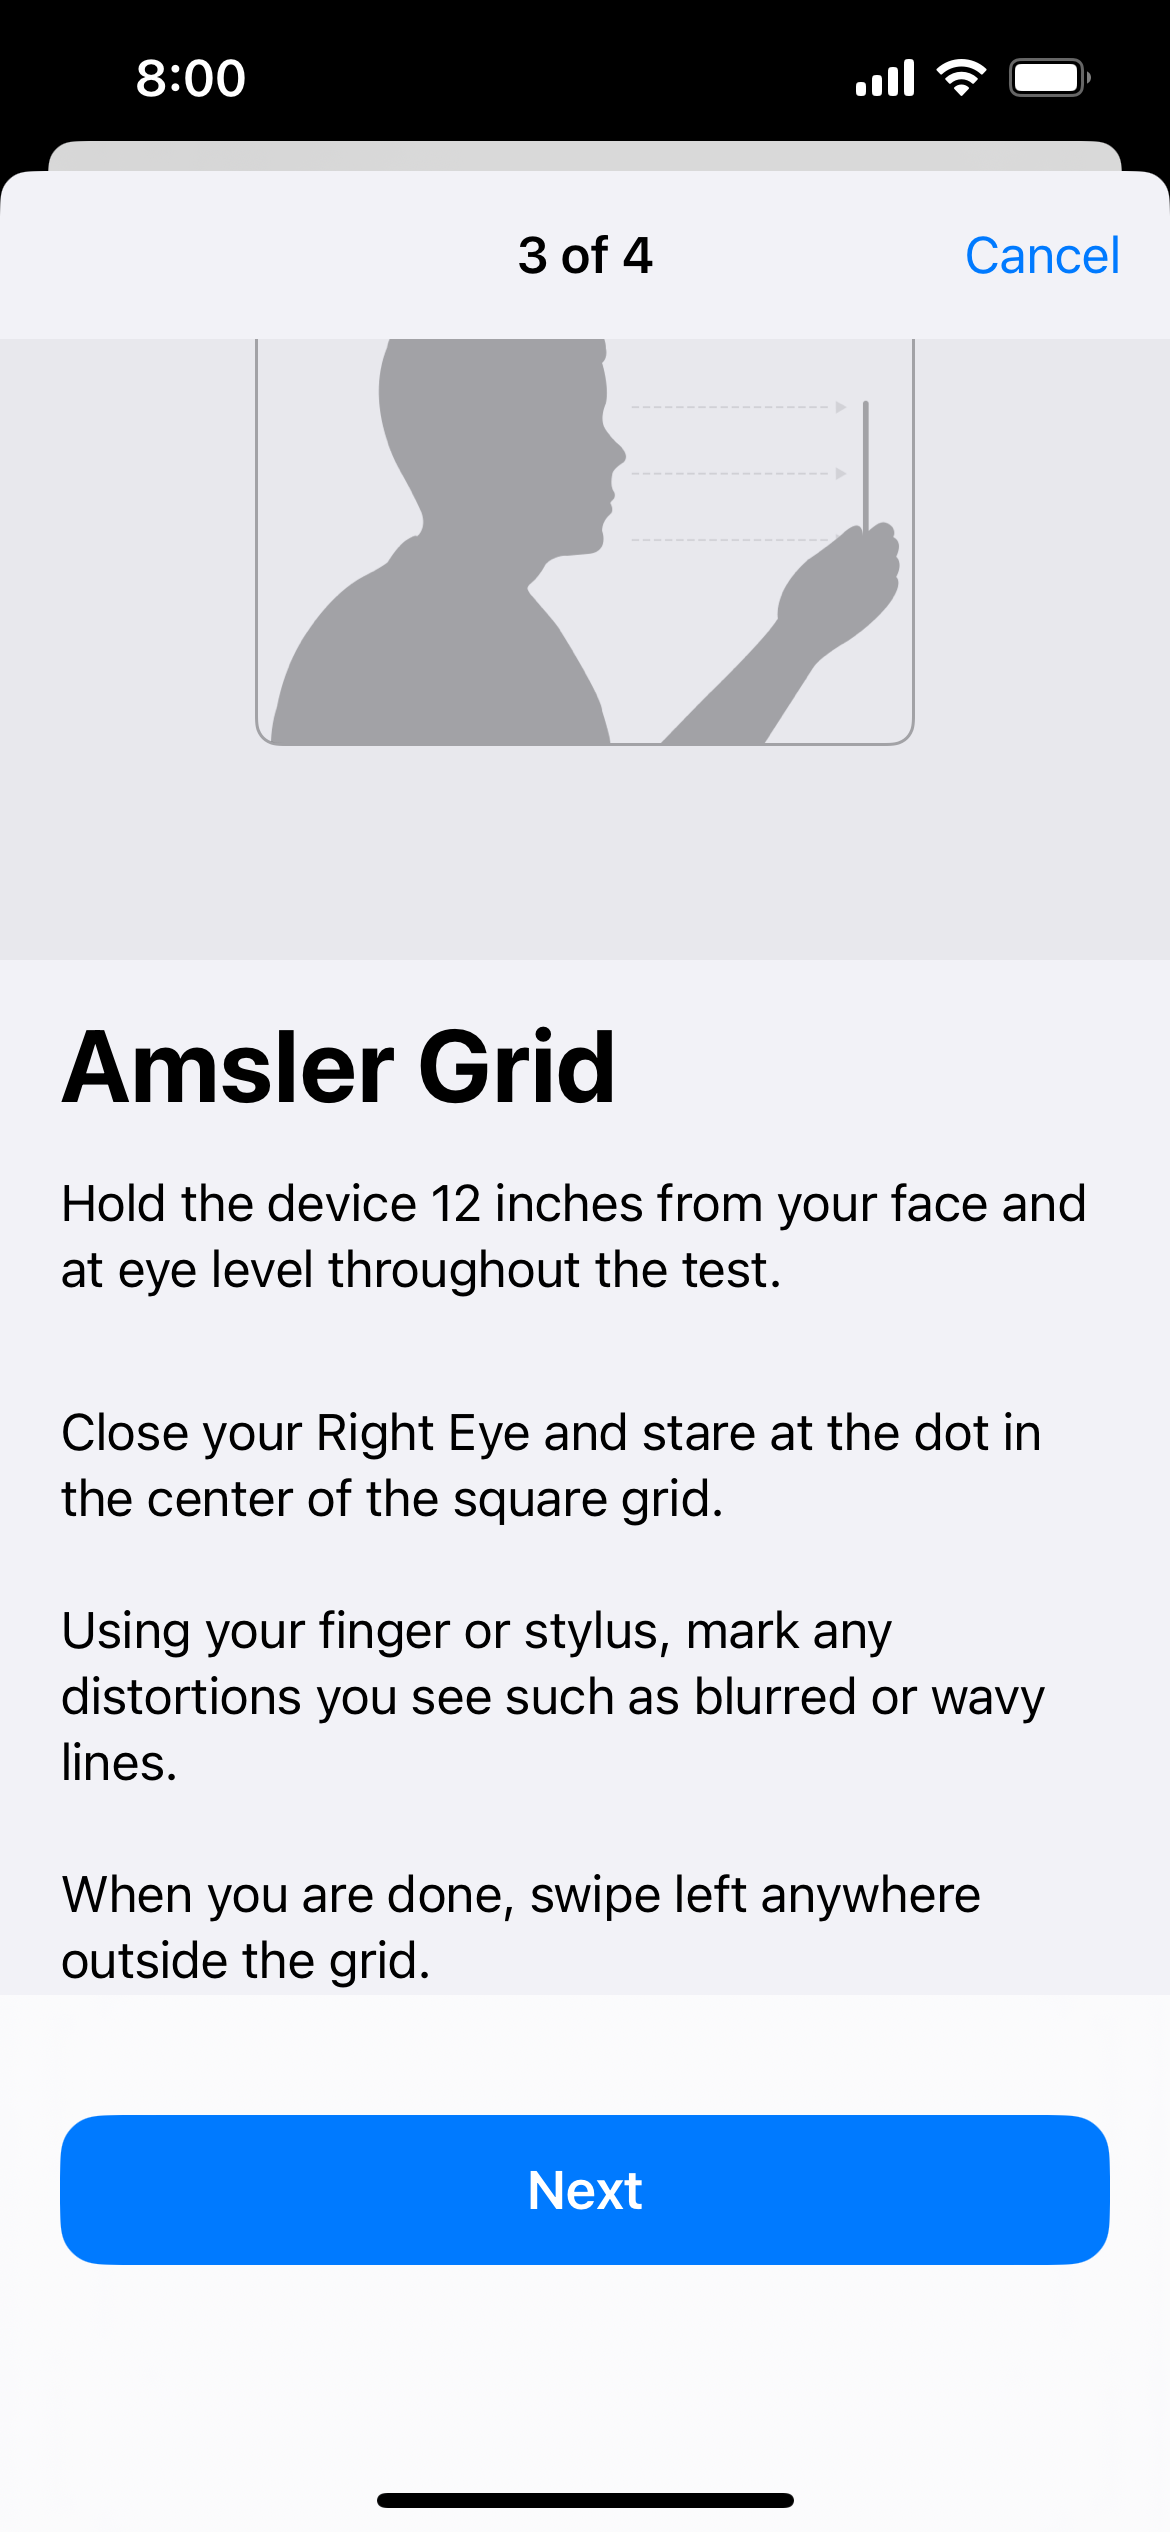 8:00
3 of 4
Cancel
Amsler Grid
Hold the device 12 inches from your face and
at eye level throughout the test.
Close your Right Eye and stare at the dot in
the center of the square grid.
Using your finger or stylus, mark any
distortions you see such as blurred or wavy
lines.
When you are done, swipe left anywhere
outside the grid.
Next